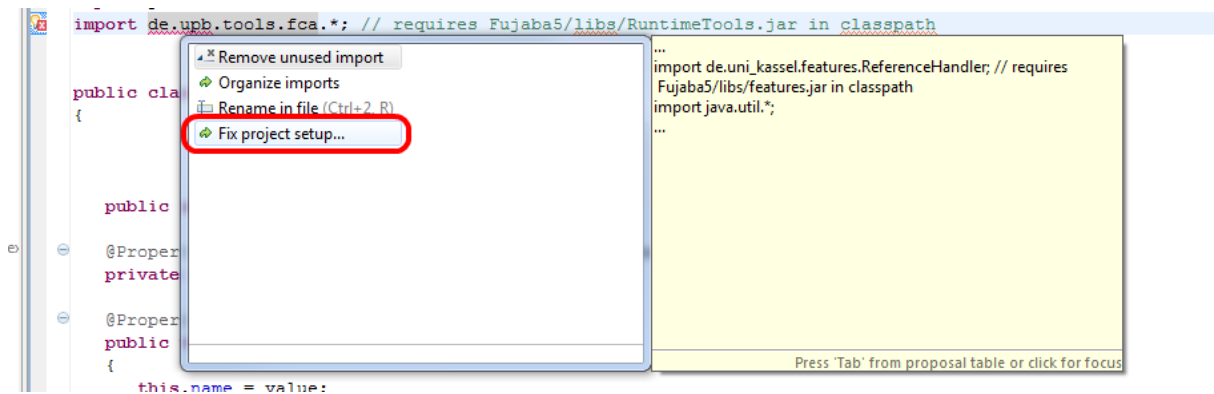 import de.upb.tools.fca.*; // requires Fujaba5/libs/RuntimeTools.jar in classpath
Remove unused import
Organize imports
Rename in file (Ctrl+2, R)
Fix project setup...
...
import de.uni_kassel.features.ReferenceHandler; // requires
Fujaba5/libs/features.jar in classpath
import java.util.*;
...
Press 'Tab' from proposal table or click for focus
public cla
{
public
@Proper
private
@Proper
public
{
this.name = value;